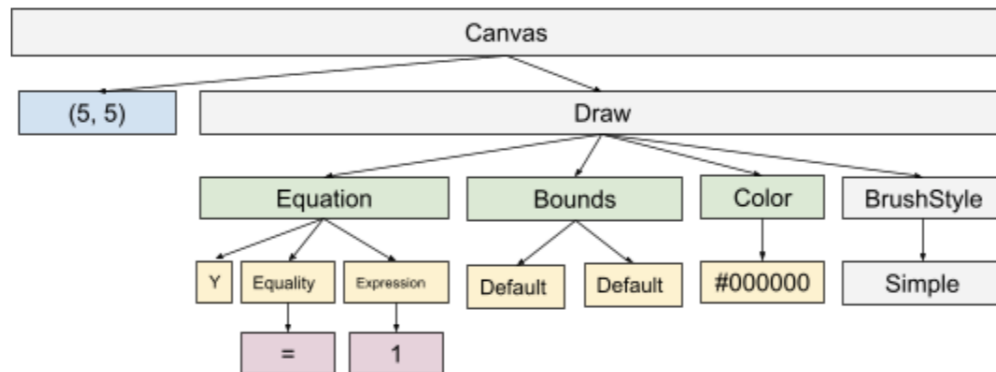 Canvas
(5, 5)
Draw
Equation
Bounds
Color
BrushStyle
Y
Equality
Expression
Default
Default
#000000
Simple
=
1